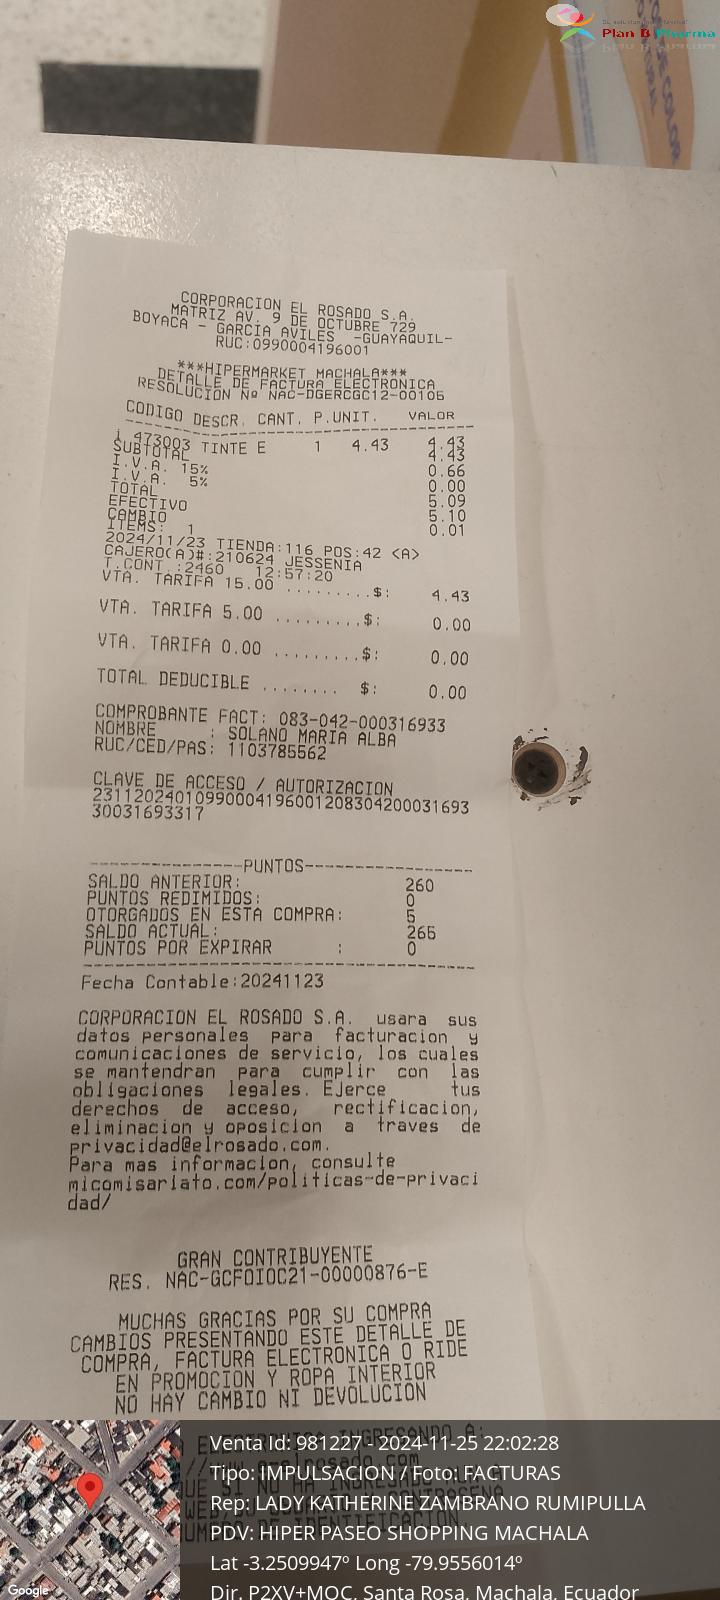 Plan B Pharma
CORPORACION EL ROSADO S.A.
MATRIZ AV. 9 DE OCTUBRE 729
BOYACA - GARCIA AVILES -GUAYAQUIL-
RUC:0990004196001
***HIPERMARKET MACHALA***
DETALLE DE FACTURA ELECTRONICA
RESOLUCION Nº NAC-DGERCGC12-00105
CODIGO DESCR. CANT. P.UNIT. VALOR
i 473003 TINTE E 1 4.43 4.43
SUBTOTAL 4.43
I.V.A. 15% 0.66
I.V.A. 5% 0.00
TOTAL 5.09
EFECTIVO 5.10
CAMBIO 0.01
ITEMS: 1
2024/11/23 TIENDA:116 POS:42 <A>
CAJERO(A)#:210624 JESSENIA
T.CONT.:2460 12:57:20
VTA. TARIFA 15.00 .........$: 4.43
VTA. TARIFA 5.00 .........$: 0.00
VTA. TARIFA 0.00 .........$: 0.00
TOTAL DEDUCIBLE ........ $: 0.00
COMPROBANTE FACT: 083-042-000316933
NOMBRE : SOLANO MARIA ALBA
RUC/CED/PAS: 1103785562
CLAVE DE ACCESO / AUTORIZACION
23112024010990004196001208304200031693
30031693317
----------------PUNTOS-----------------
SALDO ANTERIOR: 260
PUNTOS REDIMIDOS: 0
OTORGADOS EN ESTA COMPRA: 5
SALDO ACTUAL: 265
PUNTOS POR EXPIRAR : 0
Fecha Contable:20241123
CORPORACION EL ROSADO S.A. usara sus
datos personales para facturacion y
comunicaciones de servicio, los cuales
se mantendran para cumplir con las
obligaciones legales. Ejerce tus
derechos de acceso, rectificacion,
eliminacion y oposicion a traves de
privacidad@elrosado.com.
Para mas informacion, consulte
micomisariato.com/politicas-de-privaci
dad/
GRAN CONTRIBUYENTE
RES. NAC-GCFOIOC21-00000876-E
MUCHAS GRACIAS POR SU COMPRA
CAMBIOS PRESENTANDO ESTE DETALLE DE
COMPRA, FACTURA ELECTRONICA O RIDE
EN PROMOCION Y ROPA INTERIOR
NO HAY CAMBIO NI DEVOLUCION
Venta Id: 981227 - 2024-11-25 22:02:28
Tipo: IMPULSACION / Foto: FACTURAS
Rep: LADY KATHERINE ZAMBRANO RUMIPULLA
PDV: HIPER PASEO SHOPPING MACHALA
Lat -3.2509947º Long -79.9556014º
Dir. P2XV+MQC, Santa Rosa, Machala, Ecuador
Google